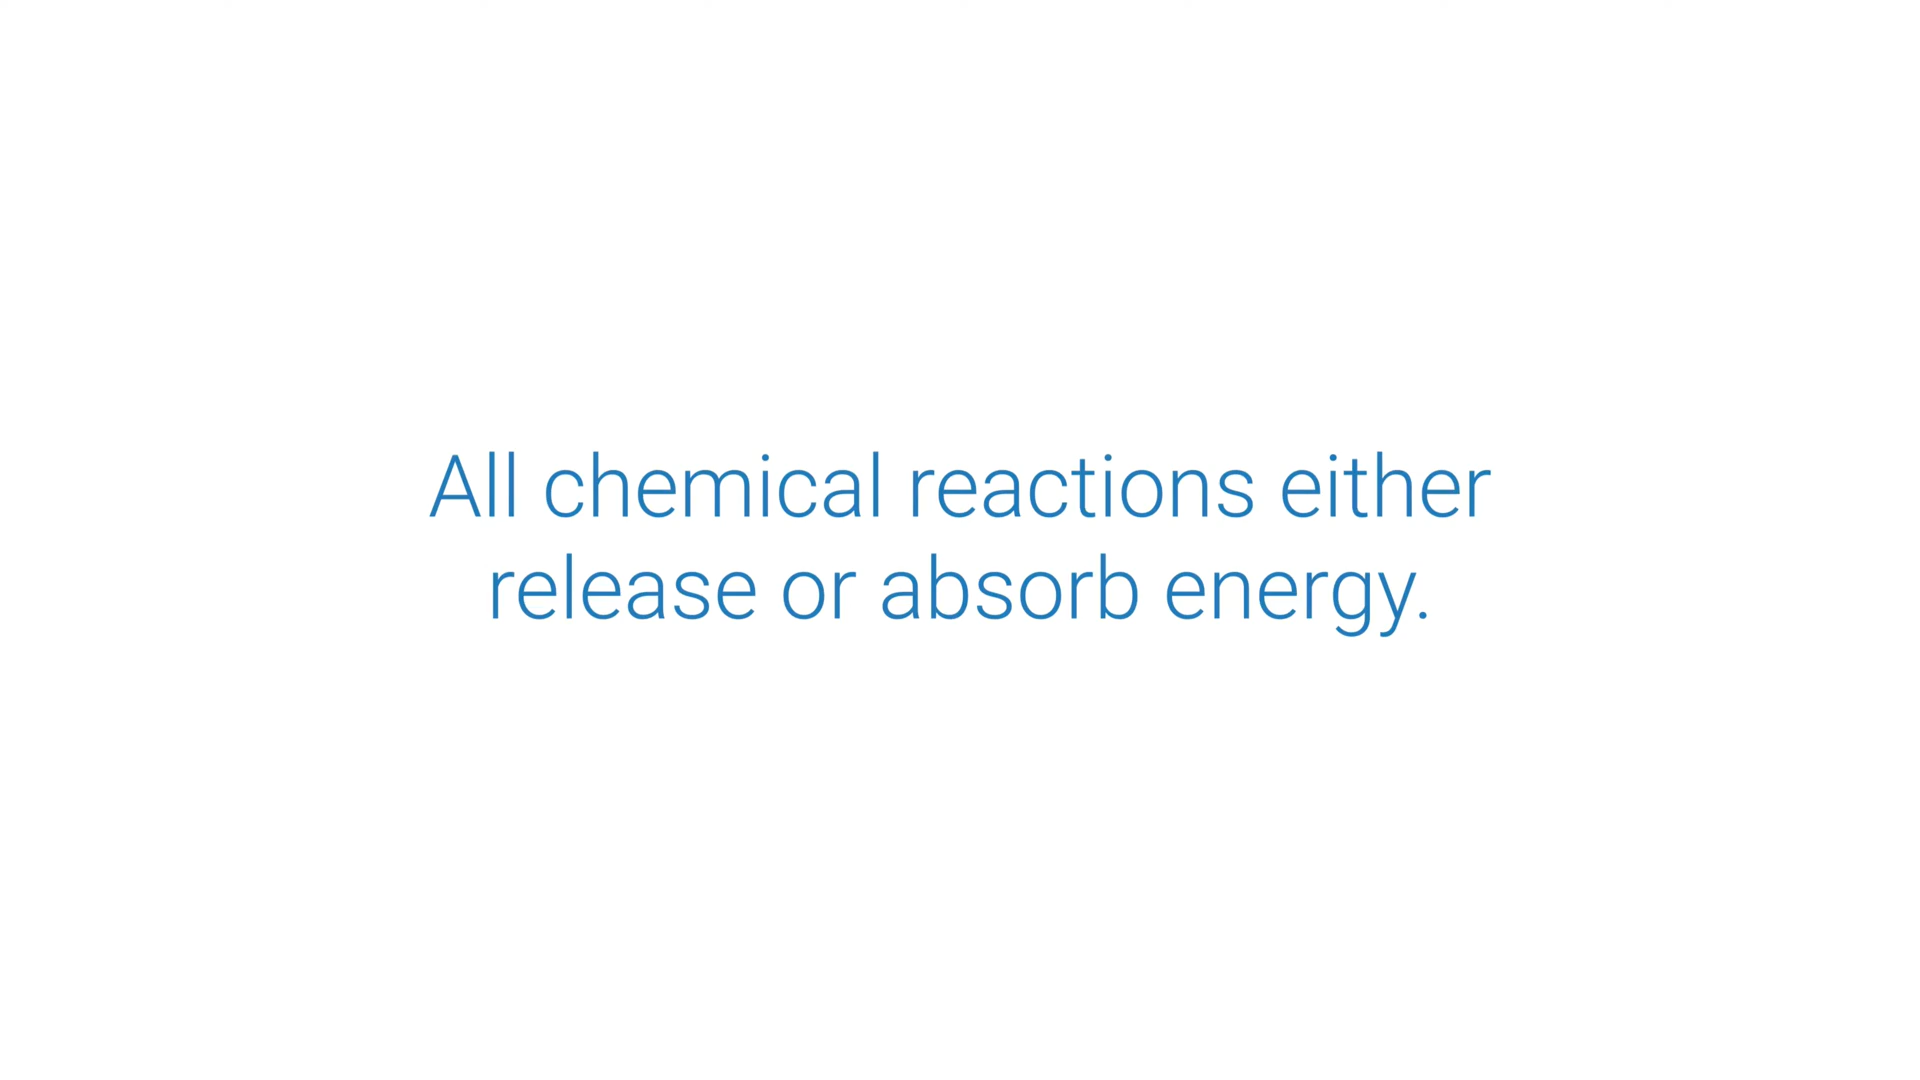 All chemical reactions either
release or absorb energy.